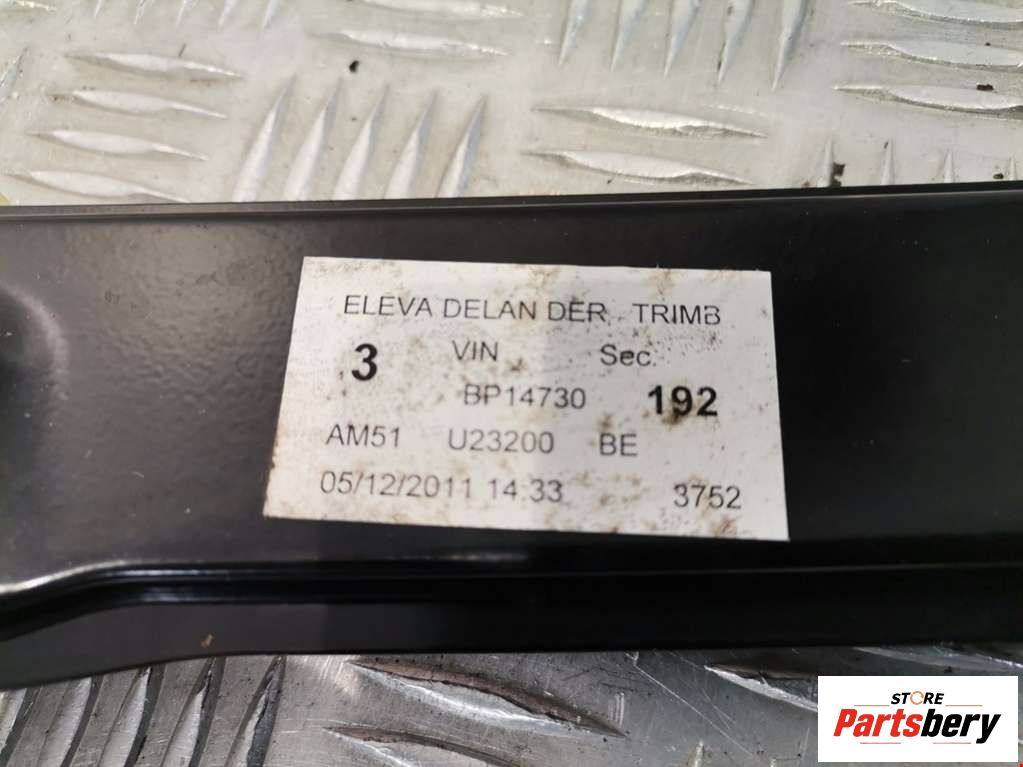 ELEVA DELAN DER. TRIMB
3 VIN Sec.
BP14730 192
AM51 U23200 BE
05/12/2011 14:33 3752
STORE
Partsbery